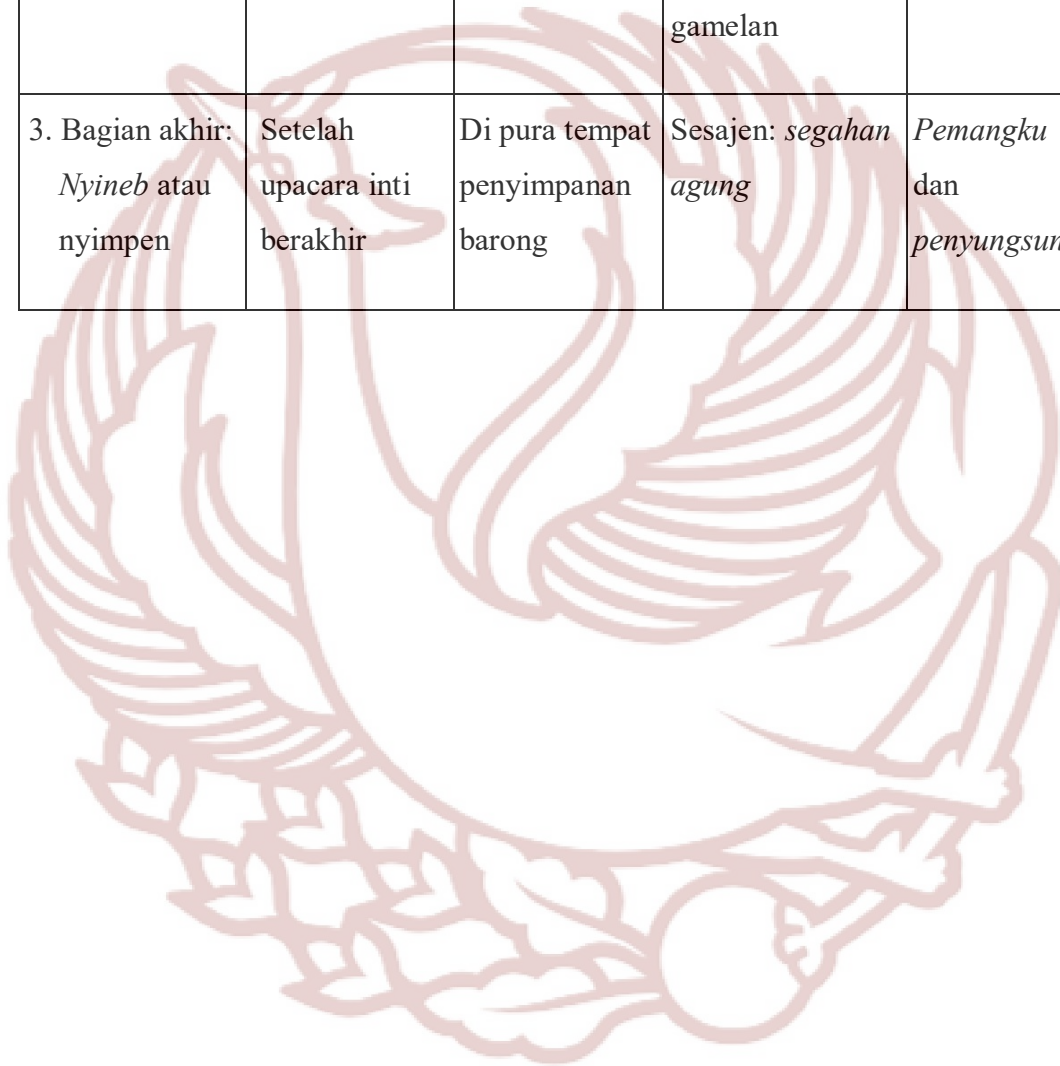 gamelan
3. Bagian akhir: Setelah Di pura tempat Sesajen: segahan Pemangku
Nyineb atau upacara inti penyimpanan agung dan
nyimpen berakhir barong penyungsun